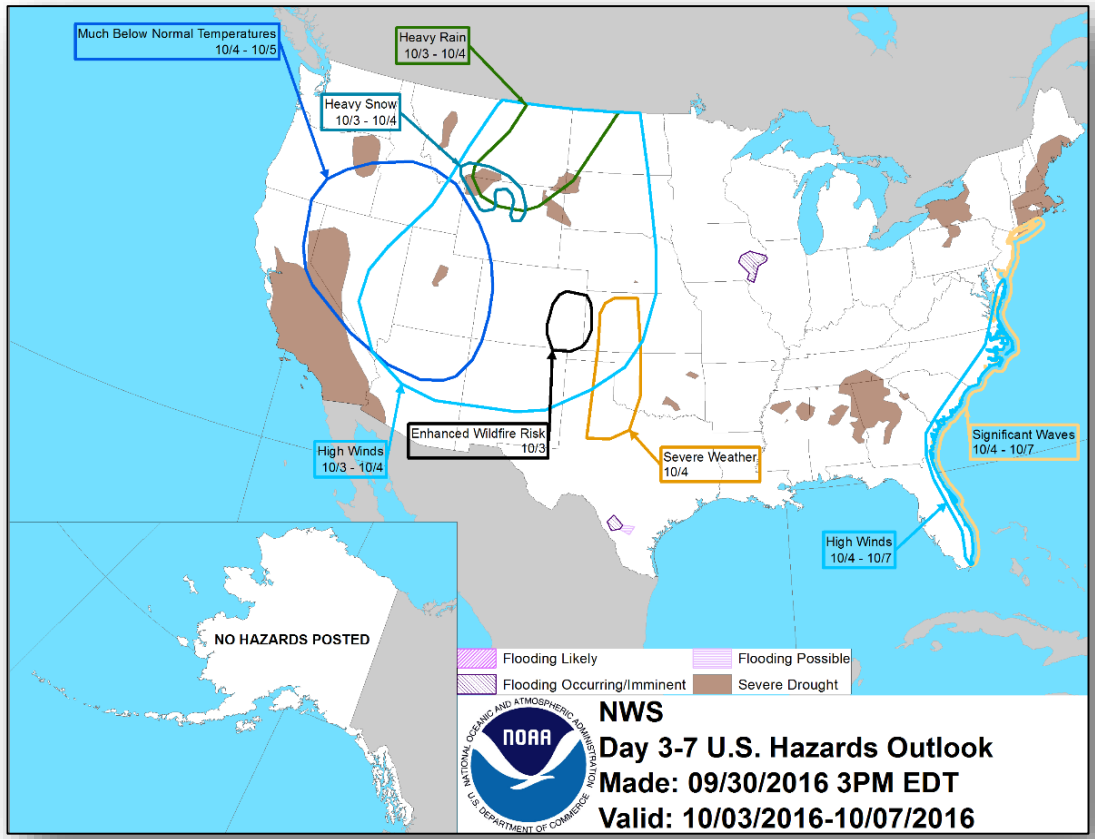 Much Below Normal Temperatures
10/4 - 10/5
Heavy Rain
10/3 - 10/4
Heavy Snow
10/3 - 10/4
Enhanced Wildfire Risk
10/3
High Winds
10/3 - 10/4
Severe Weather
10/4
Significant Waves
10/4 - 10/7
High Winds
10/4 - 10/7
NO HAZARDS POSTED
Flooding Likely
Flooding Possible
Flooding Occurring/Imminent
Severe Drought
NATIONAL OCEANIC AND ATMOSPHERIC ADMINISTRATION
NOAA
U.S. DEPARTMENT OF COMMERCE
NWS
Day 3-7 U.S. Hazards Outlook
Made: 09/30/2016 3PM EDT
Valid: 10/03/2016-10/07/2016